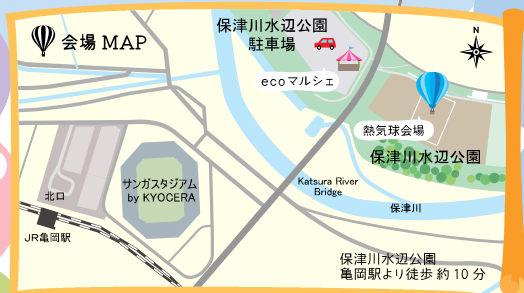 会場 MAP
保津川水辺公園
駐車場
N
ecoマルシェ
熱気球会場
保津川水辺公園
サンガスタジアム
by KYOCERA
Katsura River
Bridge
北口
保津川
JR亀岡駅
保津川水辺公園
亀岡駅より徒歩 約10分